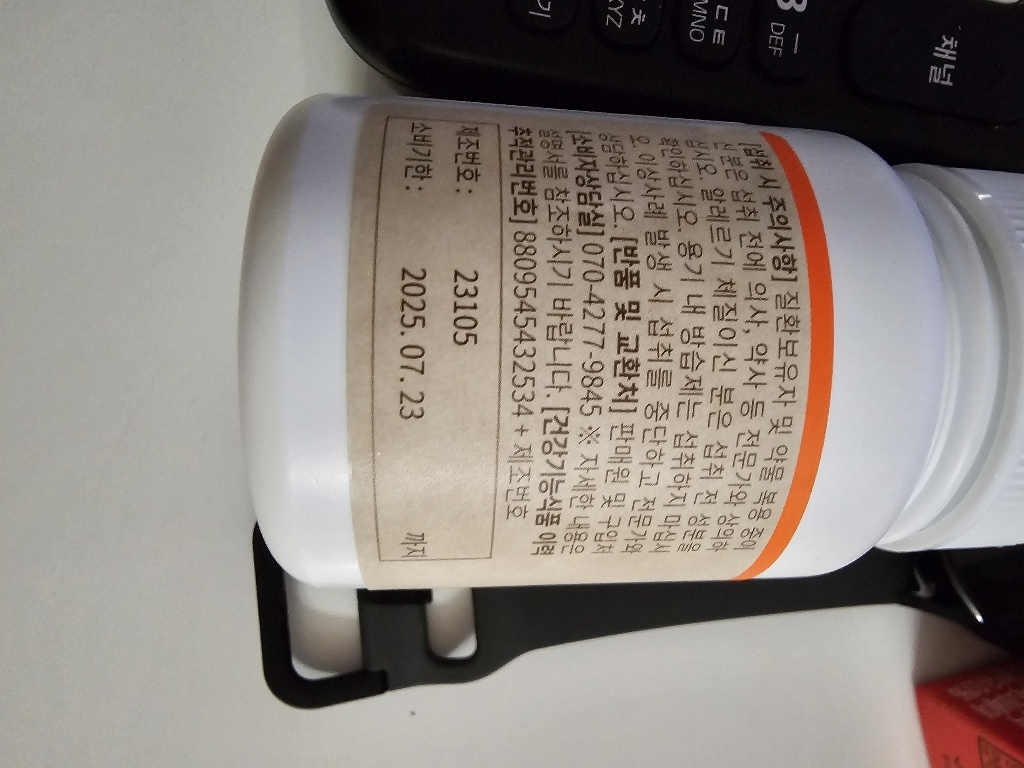 [섭취 시 주의사항] 질환보유자 및 약물 복용 중이
신 분은 섭취 전에 의사, 약사 등 전문가와 상의하
십시오. 알레르기 체질이신 분은 섭취 전 성분을
확인하십시오. 용기 내 방습제는 섭취하지 마십시
오. 이상사례 발생 시 섭취를 중단하고 전문가와
상담하십시오. [반품 및 교환처] 판매원 및 구입처
[소비자상담실] 070-4277-9845 ※ 자세한 내용은
설명서를 참조하시기 바랍니다. [건강기능식품 이력
추적관리번호] 8809545432534 + 제조번호
제조번호 : 23105
소비기한 : 2025.07.23 까지
채널
DEF
ㄷㅌ
MNO
ㅊ
XYZ
기